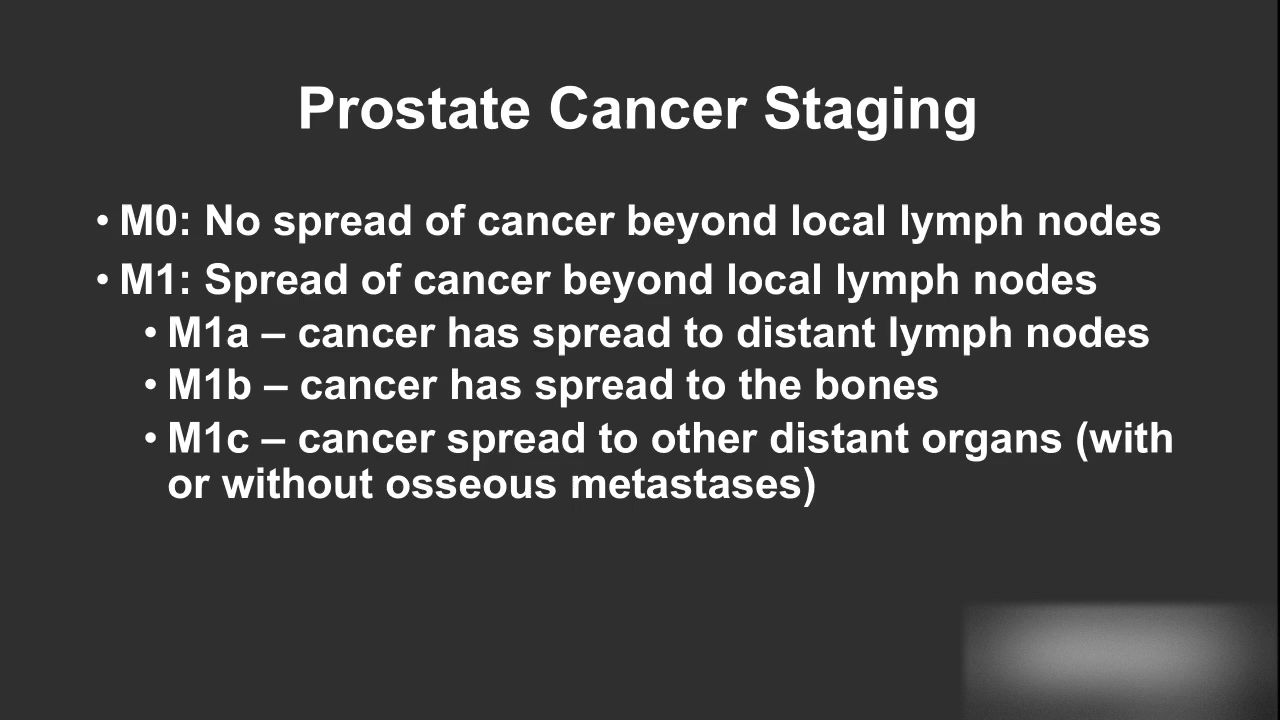 Prostate Cancer Staging
• M0: No spread of cancer beyond local lymph nodes
• M1: Spread of cancer beyond local lymph nodes
• M1a – cancer has spread to distant lymph nodes
• M1b – cancer has spread to the bones
• M1c – cancer spread to other distant organs (with
or without osseous metastases)